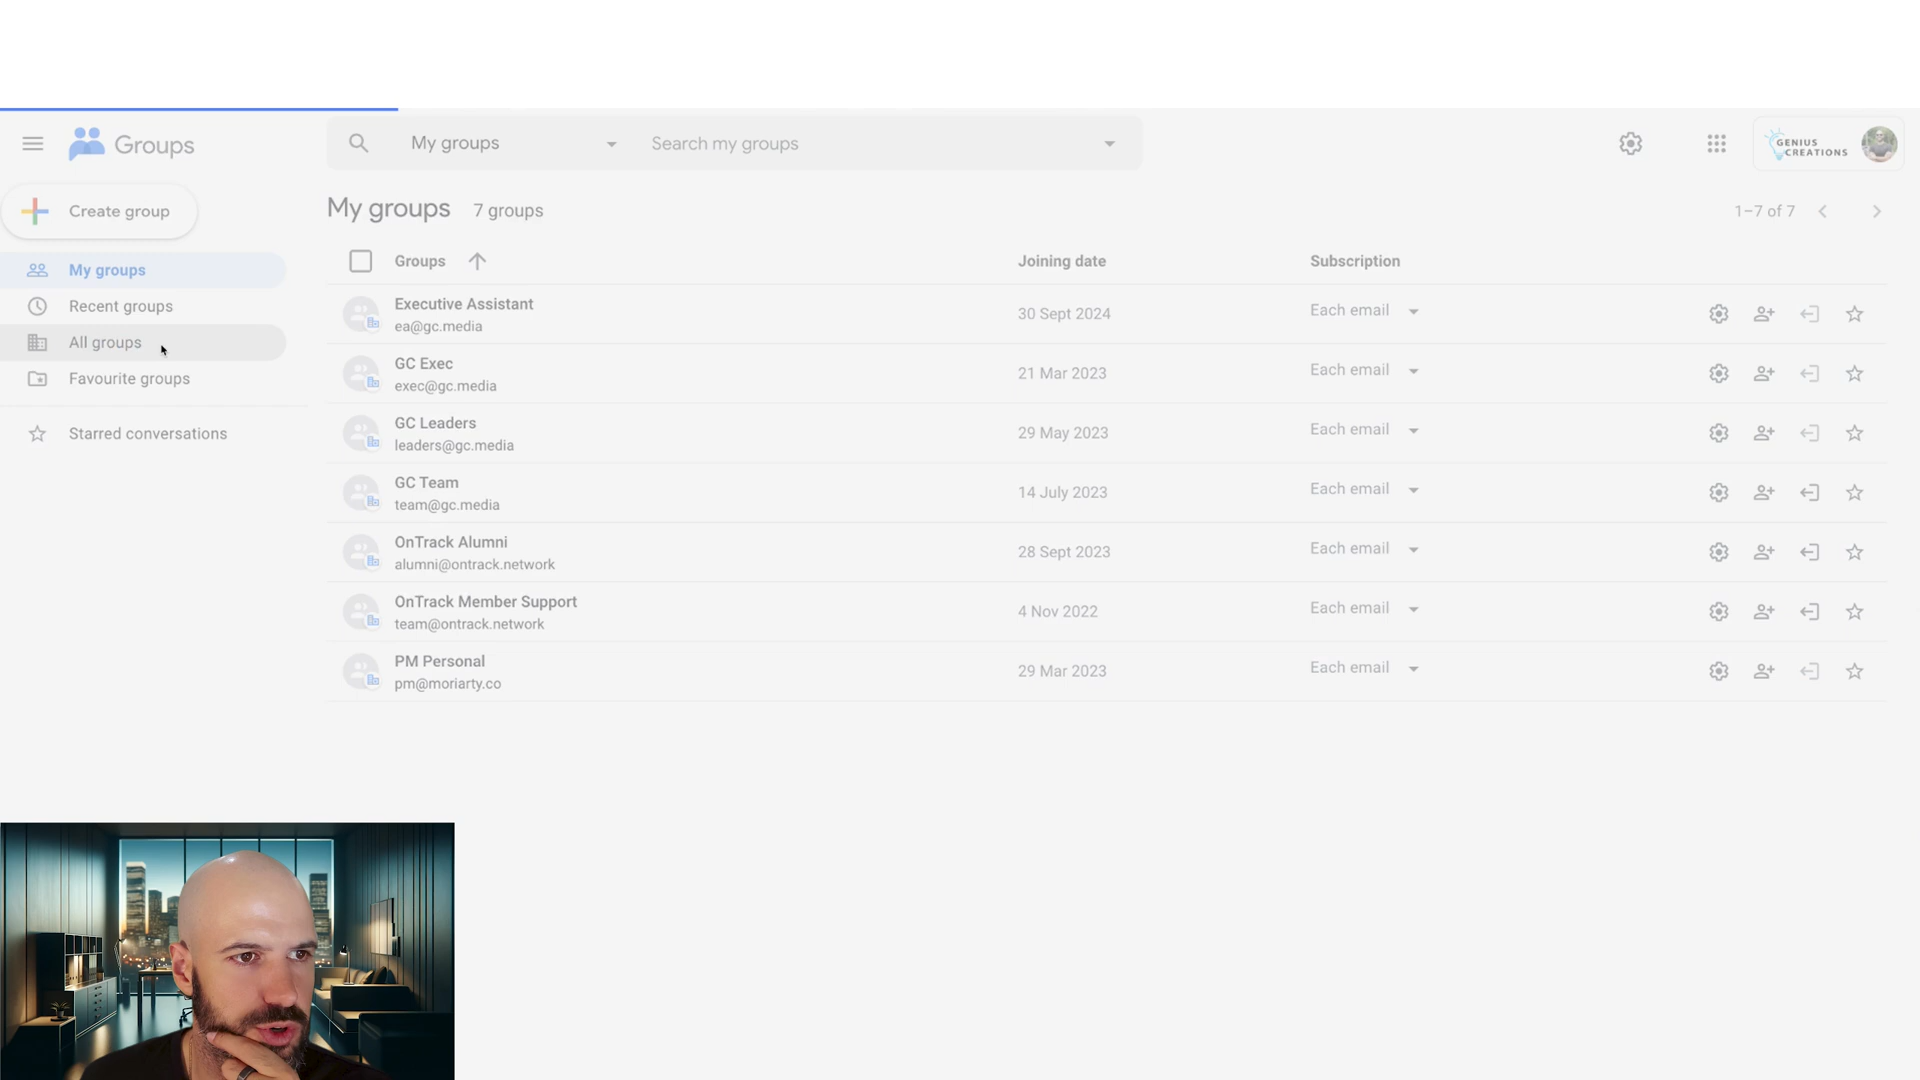 Groups
My groups
Search my groups
GENIUS
CREATIONS
Create group
My groups 7 groups
1–7 of 7
My groups
Recent groups
All groups
Favourite groups
Starred conversations
Groups Joining date Subscription
Executive Assistant
ea@gc.media
30 Sept 2024
Each email
GC Exec
exec@gc.media
21 Mar 2023
Each email
GC Leaders
leaders@gc.media
29 May 2023
Each email
GC Team
team@gc.media
14 July 2023
Each email
OnTrack Alumni
alumni@ontrack.network
28 Sept 2023
Each email
OnTrack Member Support
team@ontrack.network
4 Nov 2022
Each email
PM Personal
pm@moriarty.co
29 Mar 2023
Each email